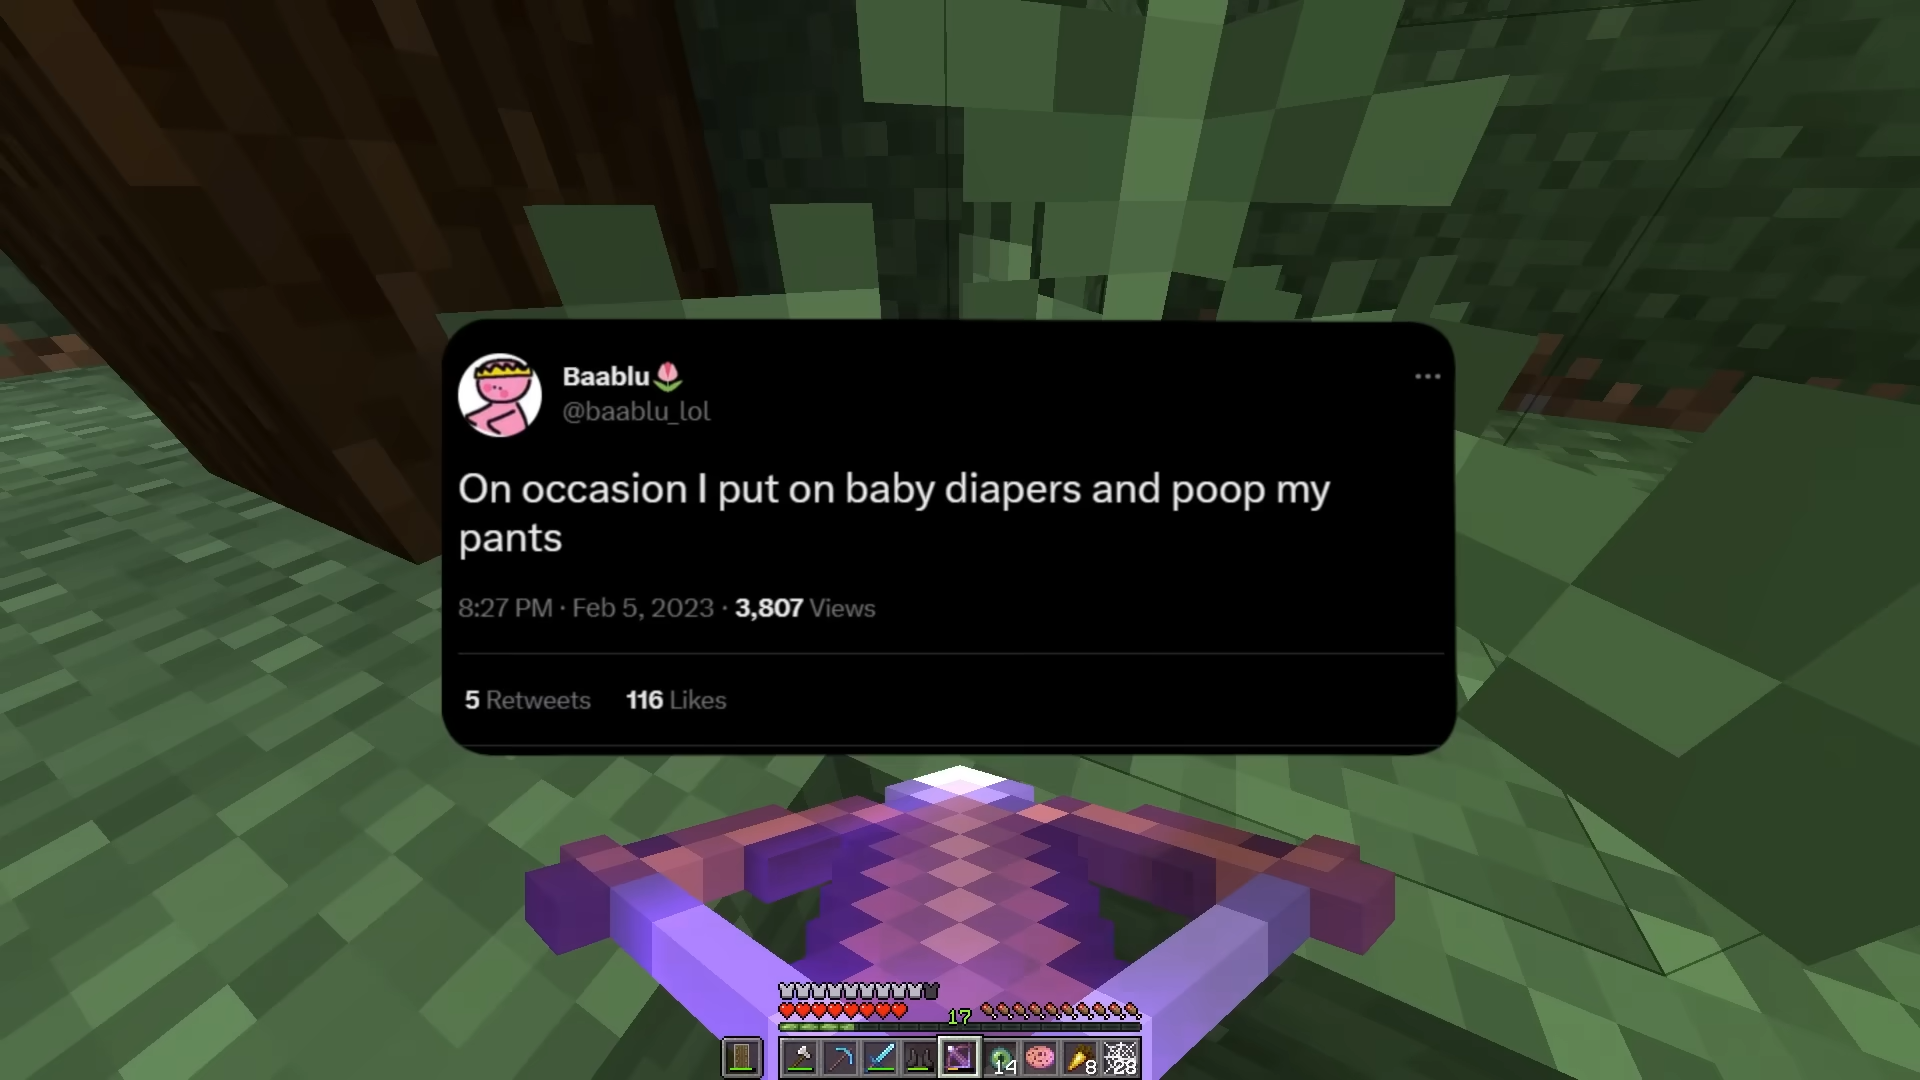 Baablu🌷
@baablu_lol
On occasion I put on baby diapers and poop my
pants
8:27 PM · Feb 5, 2023 · 3,807 Views
5 Retweets 116 Likes
17
14 8 28